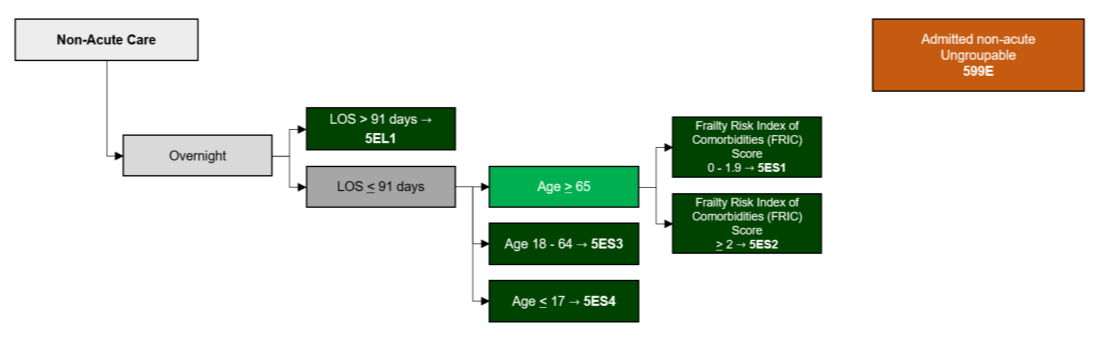 Non-Acute Care
Admitted non-acute
Ungroupable
599E
Overnight
LOS > 91 days →
5EL1
LOS ≤ 91 days
Age ≥ 65
Age 18 - 64 → 5ES3
Age ≤ 17 → 5ES4
Frailty Risk Index of
Comorbidities (FRIC)
Score
0 - 1.9 → 5ES1
Frailty Risk Index of
Comorbidities (FRIC)
Score
≥ 2 → 5ES2